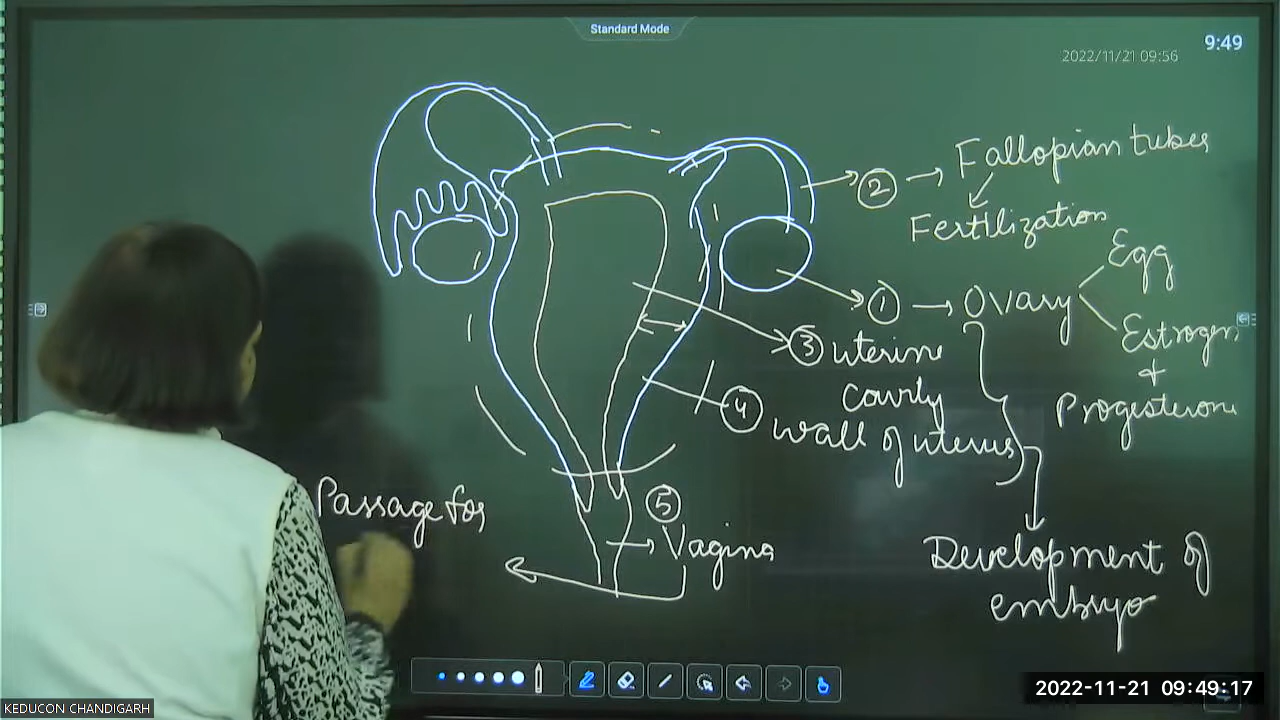 Standard Mode
9:49
2022/11/21 09:56
② → Fallopian tubes
Fertilization
① → Ovary
Egg
Estrogen
+
Progesterone
③ uterine
cavity
④ wall of uterus
Development of
embryo
⑤
Vagina
Passage for
2022-11-21 09:49:17
KEDUCON CHANDIGARH